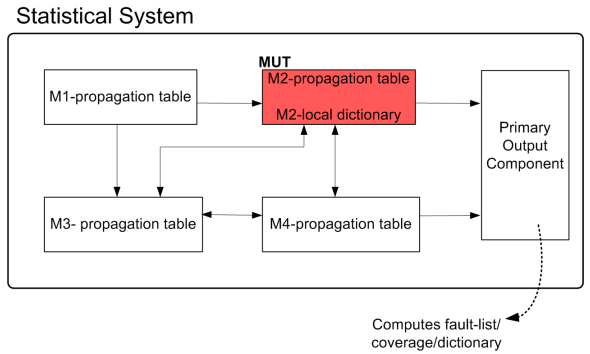 Statistical System
MUT
M1-propagation table
M2-propagation table
M2-local dictionary
Primary
Output
Component
M3- propagation table
M4-propagation table
Computes fault-list/
coverage/dictionary